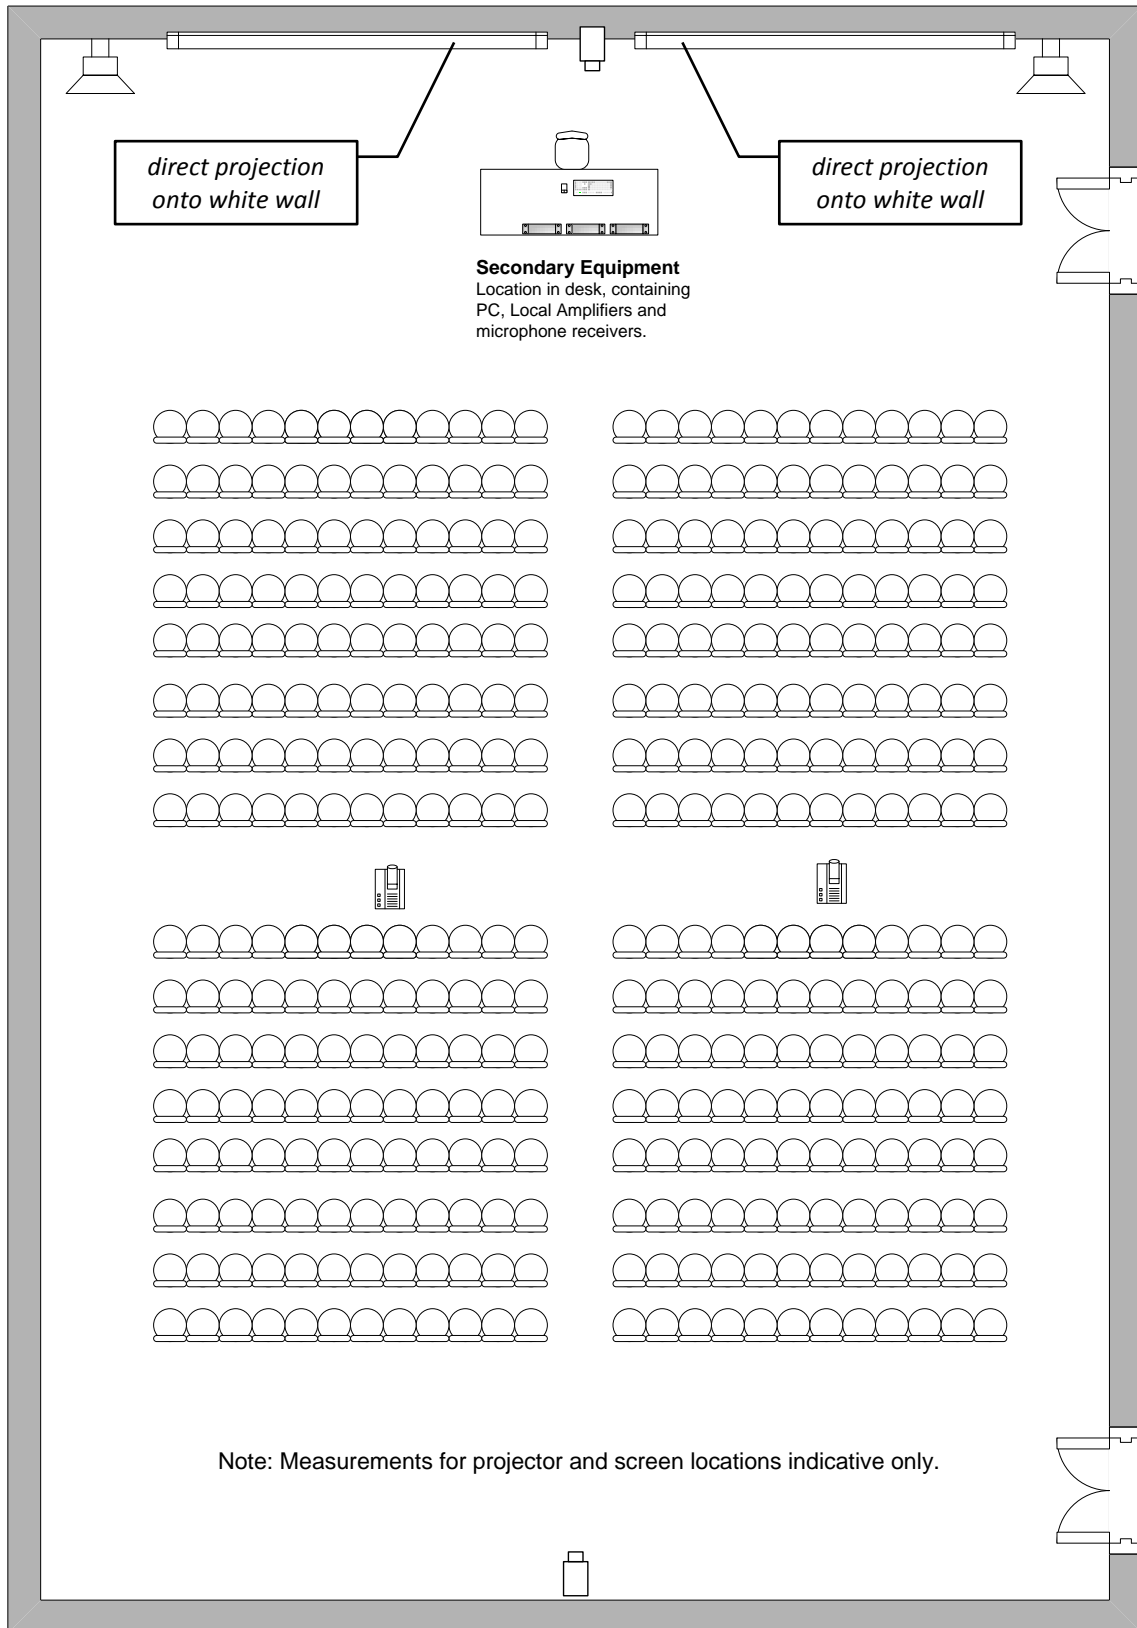 direct projection
onto white wall
direct projection
onto white wall
Secondary Equipment
Location in desk, containing
PC, Local Amplifiers and
microphone receivers.
Note: Measurements for projector and screen locations indicative only.